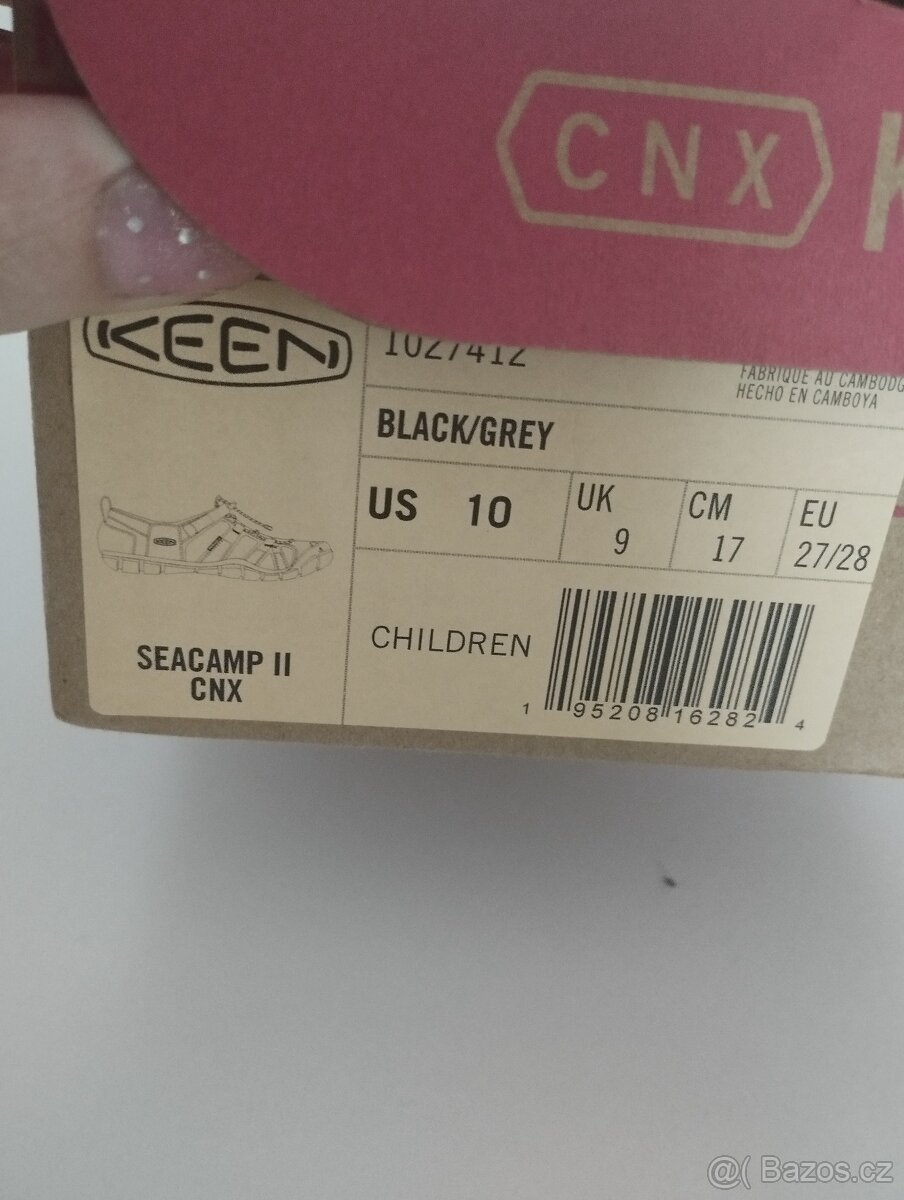 CNX
KEEN
1027412
FABRIQUE AU CAMBODG
HECHO EN CAMBOYA
BLACK/GREY
US 10
UK 9
CM 17
EU 27/28
CHILDREN
SEACAMP II
CNX
1 95208 16282 4
@( Bazos.cz